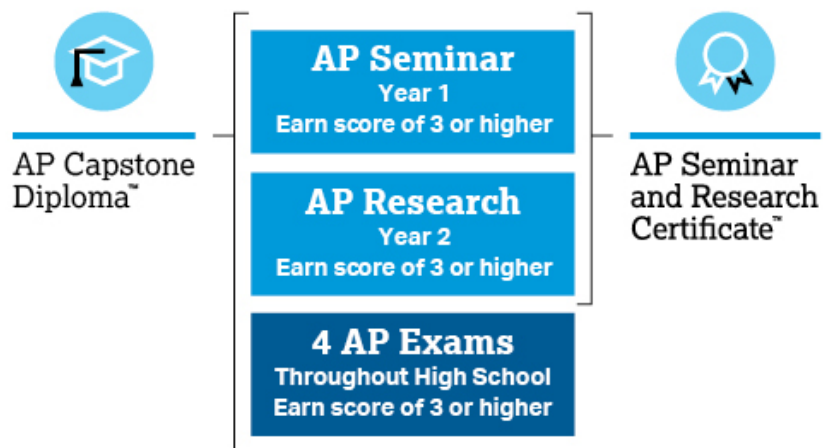 AP Capstone
Diploma™
AP Seminar
Year 1
Earn score of 3 or higher
AP Research
Year 2
Earn score of 3 or higher
4 AP Exams
Throughout High School
Earn score of 3 or higher
AP Seminar
and Research
Certificate™